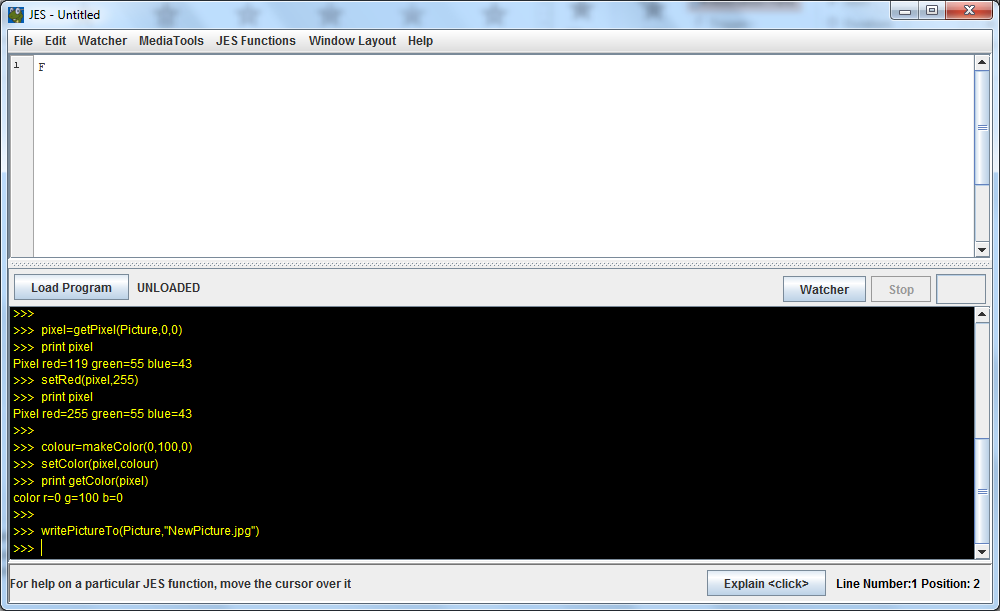 JES - Untitled
File Edit Watcher MediaTools JES Functions Window Layout Help
1 F
Load Program UNLOADED Watcher Stop
>>>
>>> pixel=getPixel(Picture,0,0)
>>> print pixel
Pixel red=119 green=55 blue=43
>>> setRed(pixel,255)
>>> print pixel
Pixel red=255 green=55 blue=43
>>>
>>> colour=makeColor(0,100,0)
>>> setColor(pixel,colour)
>>> print getColor(pixel)
color r=0 g=100 b=0
>>>
>>> writePictureTo(Picture,"NewPicture.jpg")
>>>
For help on a particular JES function, move the cursor over it Explain <click> Line Number:1 Position: 2